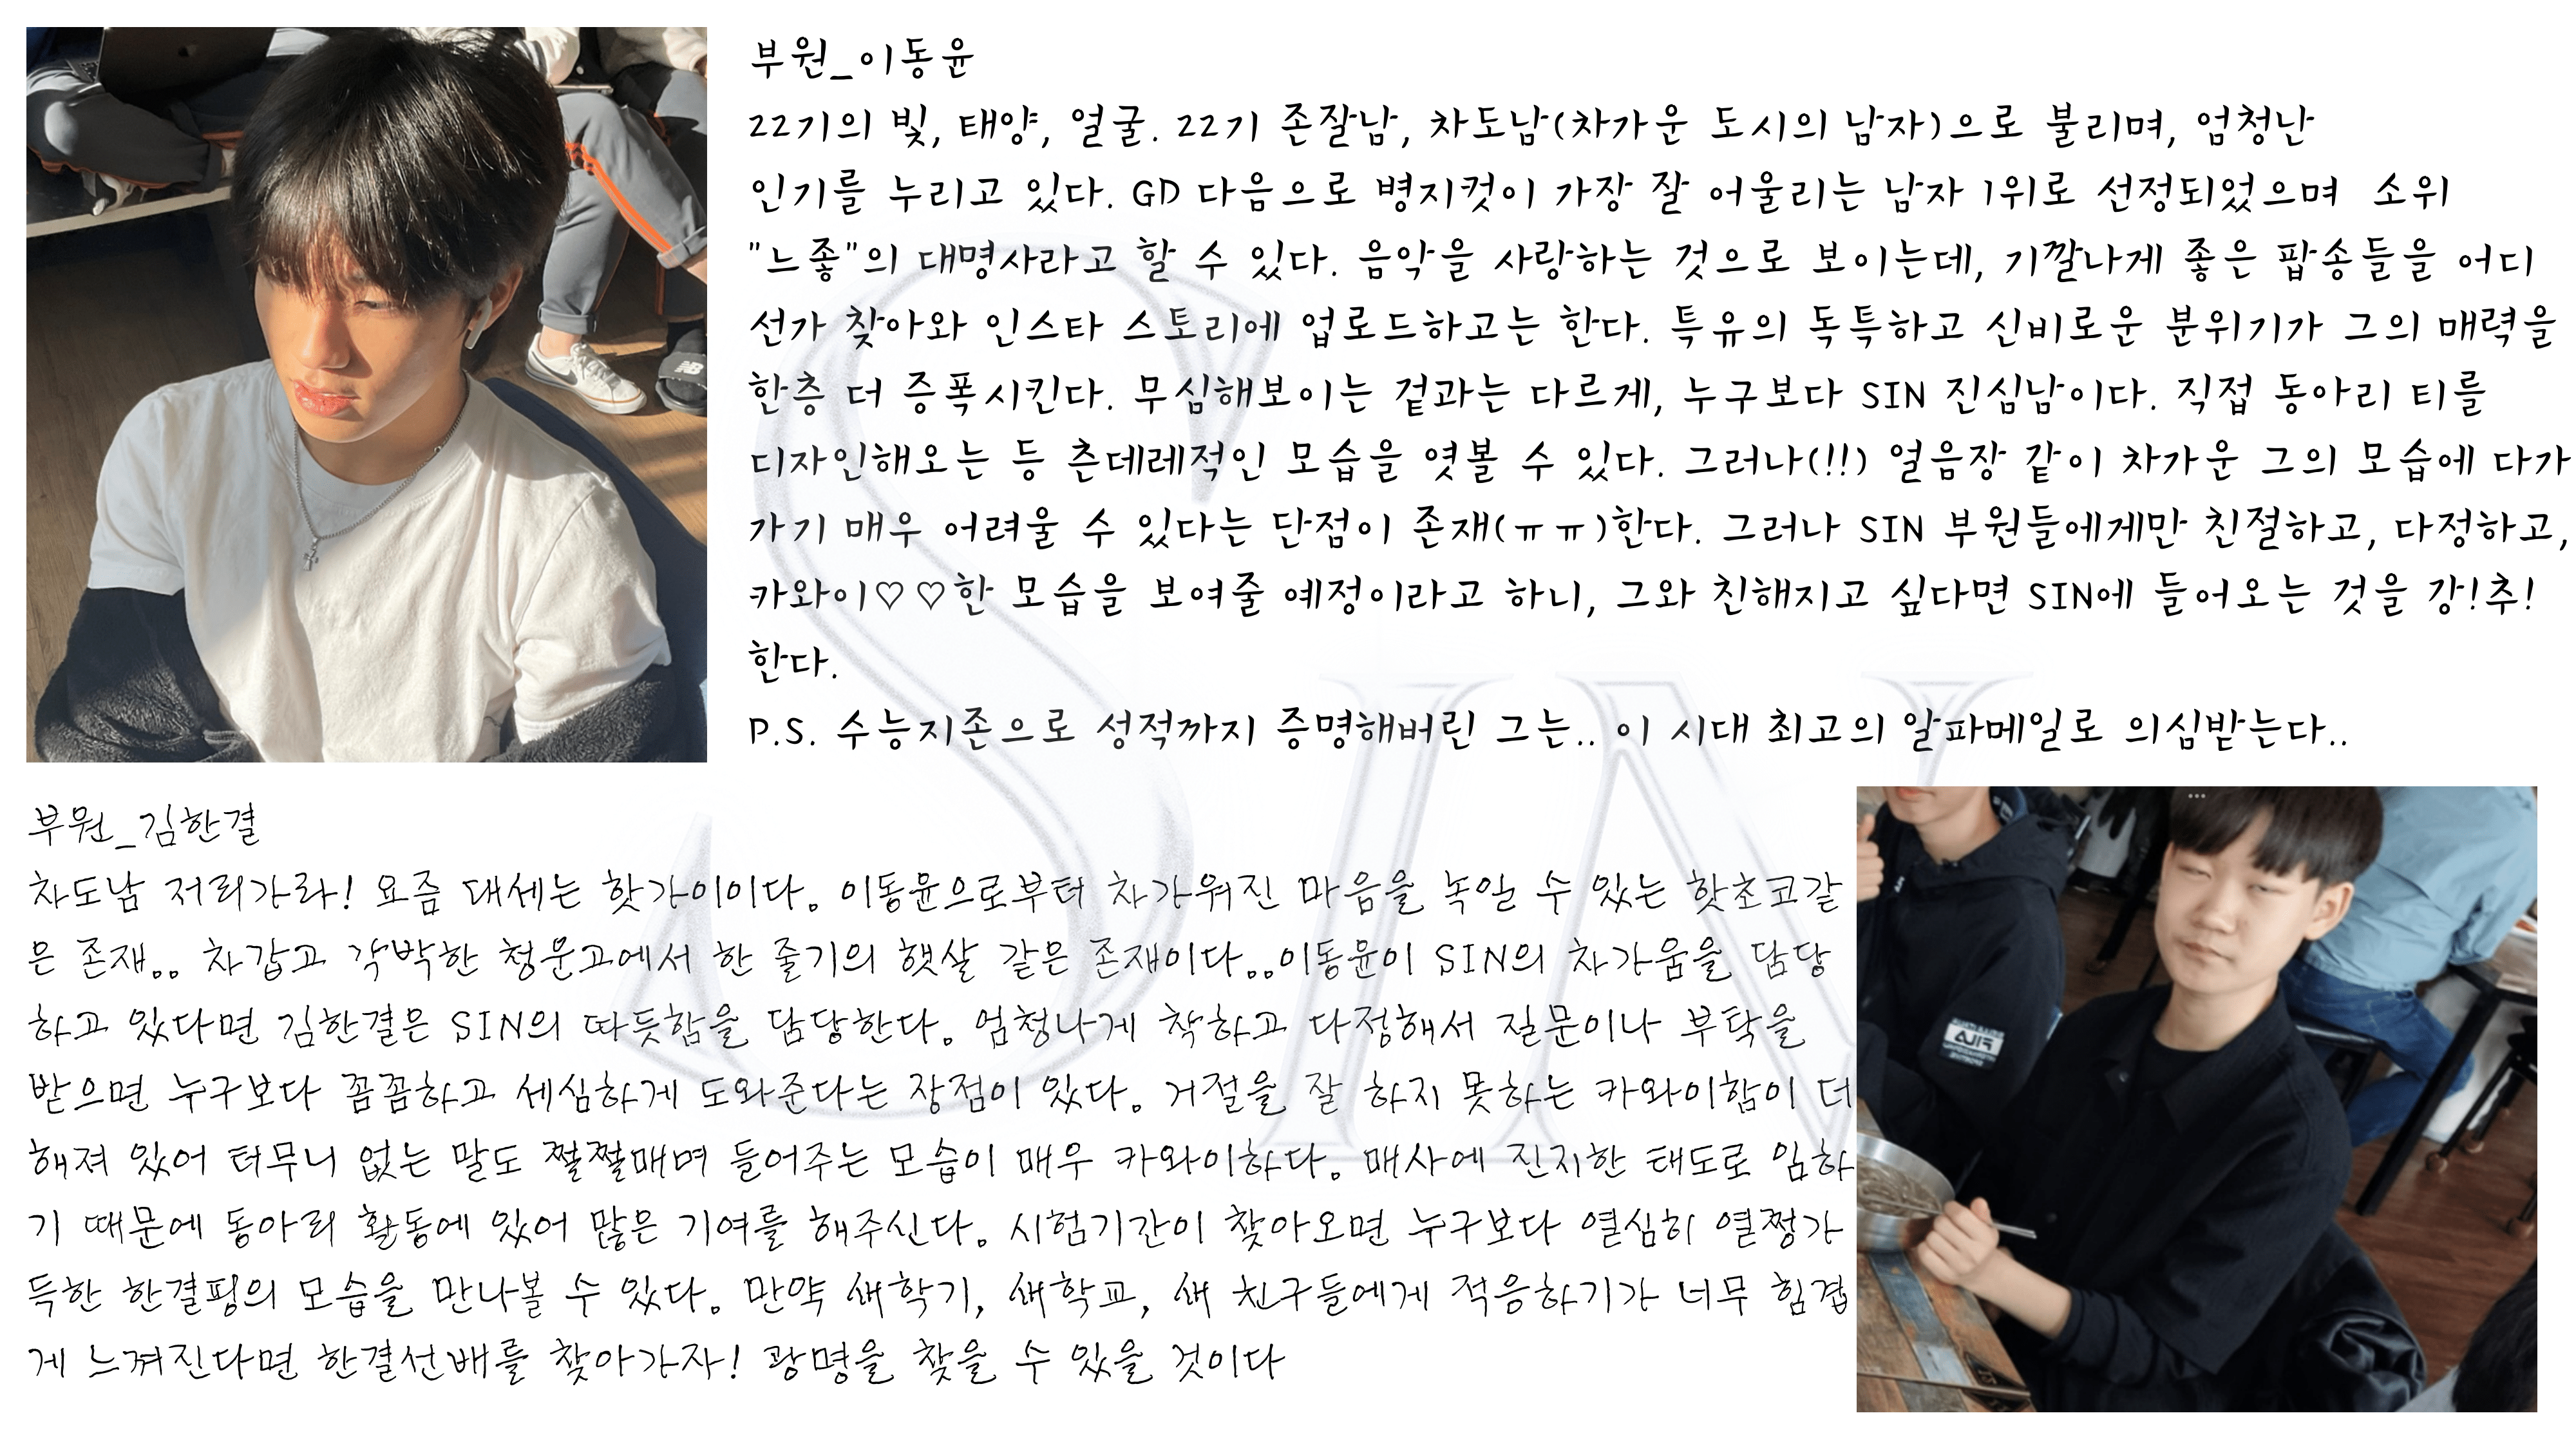 부원_이동윤
22기의 빛, 태양, 얼굴. 22기 존잘남, 차도남(차가운 도시의 남자)으로 불리며, 엄청난
인기를 누리고 있다. GD 다음으로 병지컷이 가장 잘 어울리는 남자 1위로 선정되었으며 소위
"느좋"의 대명사라고 할 수 있다. 음악을 사랑하는 것으로 보이는데, 기깔나게 좋은 팝송들을 어디
선가 찾아와 인스타 스토리에 업로드하고는 한다. 특유의 독특하고 신비로운 분위기가 그의 매력을
한층 더 증폭시킨다. 무심해보이는 겉과는 다르게, 누구보다 SIN 진심남이다. 직접 동아리 티를
디자인해오는 등 츤데레적인 모습을 엿볼 수 있다. 그러나(!!) 얼음장 같이 차가운 그의 모습에 다가
가기 매우 어려울 수 있다는 단점이 존재(ㅠㅠ)한다. 그러나 SIN 부원들에게만 친절하고, 다정하고,
카와이♡♡한 모습을 보여줄 예정이라고 하니, 그와 친해지고 싶다면 SIN에 들어오는 것을 강!추!
한다.
P.S. 수능지존으로 성적까지 증명해버린 그는.. 이 시대 최고의 알파메일로 의심받는다..
부원_김한결
차도남 저리가라! 요즘 대세는 핫가이이다. 이동윤으로부터 차가워진 마음을 녹일 수 있는 핫초코같
은 존재.. 차갑고 각박한 청운고에서 한 줄기의 햇살 같은 존재이다..이동윤이 SIN의 차가움을 담당
하고 있다면 김한결은 SIN의 따듯함을 담당한다. 엄청나게 착하고 다정해서 질문이나 부탁을
받으면 누구보다 꼼꼼하고 세심하게 도와준다는 장점이 있다. 거절을 잘 하지 못하는 카와이함이 더
해져 있어 터무니 없는 말도 쩔쩔매며 들어주는 모습이 매우 카와이하다. 매사에 진지한 태도로 임하
기 때문에 동아리 활동에 있어 많은 기여를 해주신다. 시험기간이 찾아오면 누구보다 열심히 열쩡가
득한 한결핑의 모습을 만나볼 수 있다. 만약 새학기, 새학교, 새 친구들에게 적응하기가 너무 힘겹
게 느껴진다면 한결선배를 찾아가자! 광명을 찾을 수 있을 것이다
SIN
FILA
NB